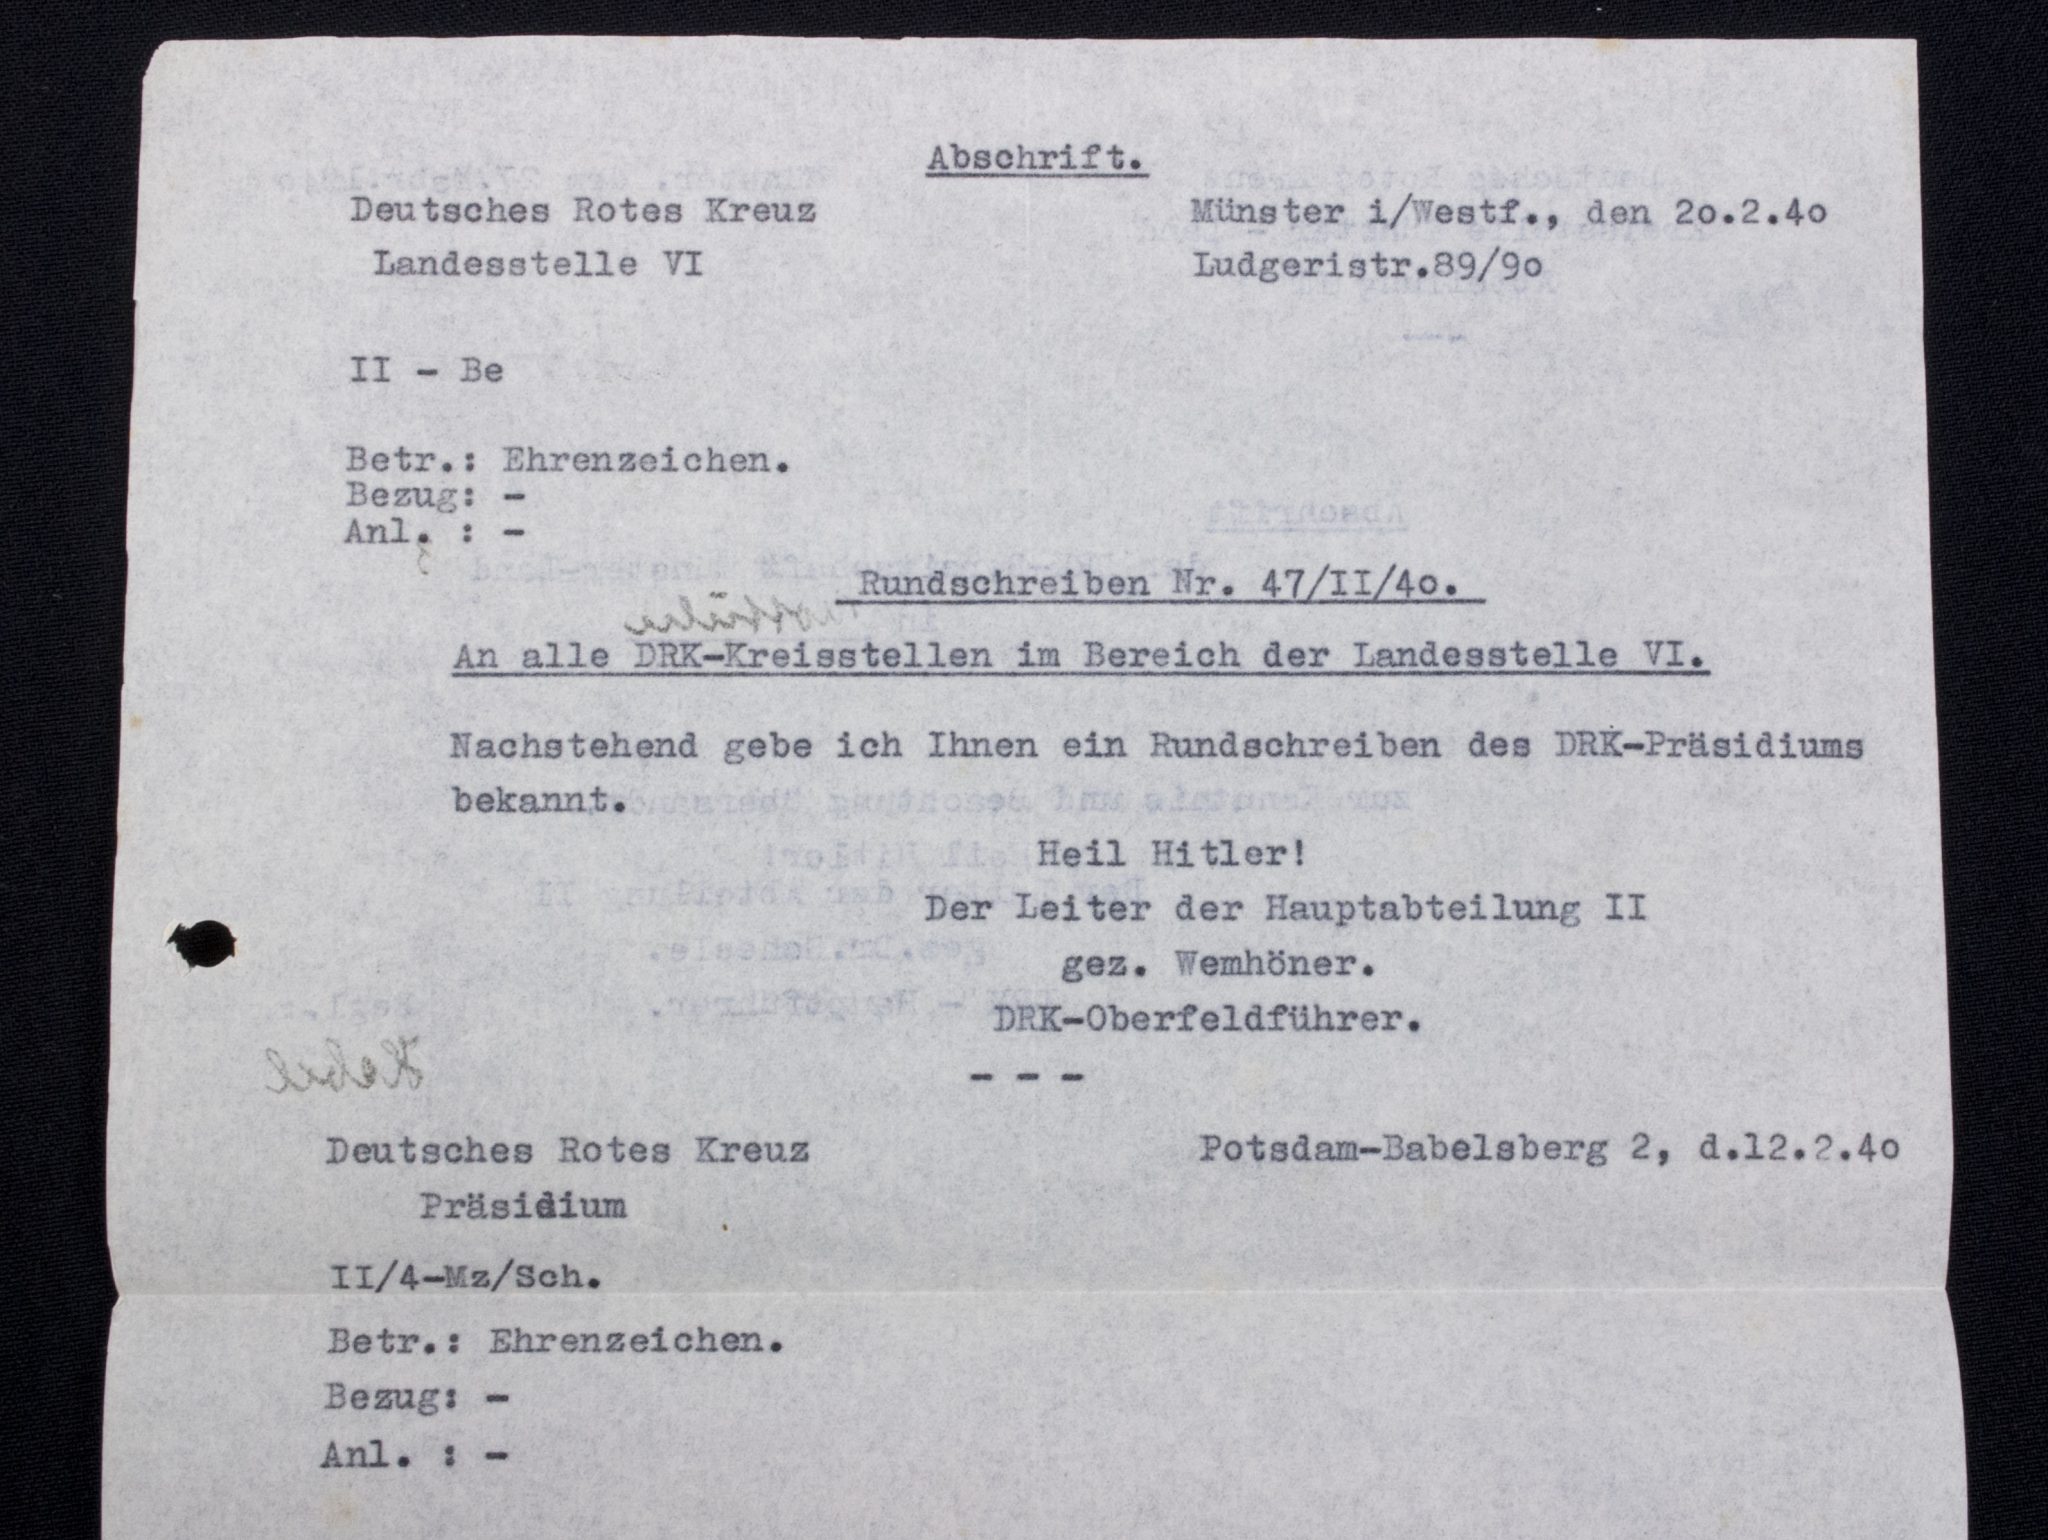 Abschrift.
Deutsches Rotes Kreuz
Münster i/Westf., den 2o.2.4o
Landesstelle VI
Ludgeristr.89/9o
II - Be
Betr.: Ehrenzeichen.
Bezug: -
Anl. : -
Rundschreiben Nr. 47/II/4o.
An alle DRK-Kreisstellen im Bereich der Landesstelle VI.
Nachstehend gebe ich Ihnen ein Rundschreiben des DRK-Präsidiums
bekannt.
Heil Hitler!
Der Leiter der Hauptabteilung II
gez. Wemhöner.
DRK-Oberfeldführer.
- - -
Deutsches Rotes Kreuz
Potsdam-Babelsberg 2, d.12.2.4o
Präsidium
II/4-Mz/Sch.
Betr.: Ehrenzeichen.
Bezug: -
Anl. : -